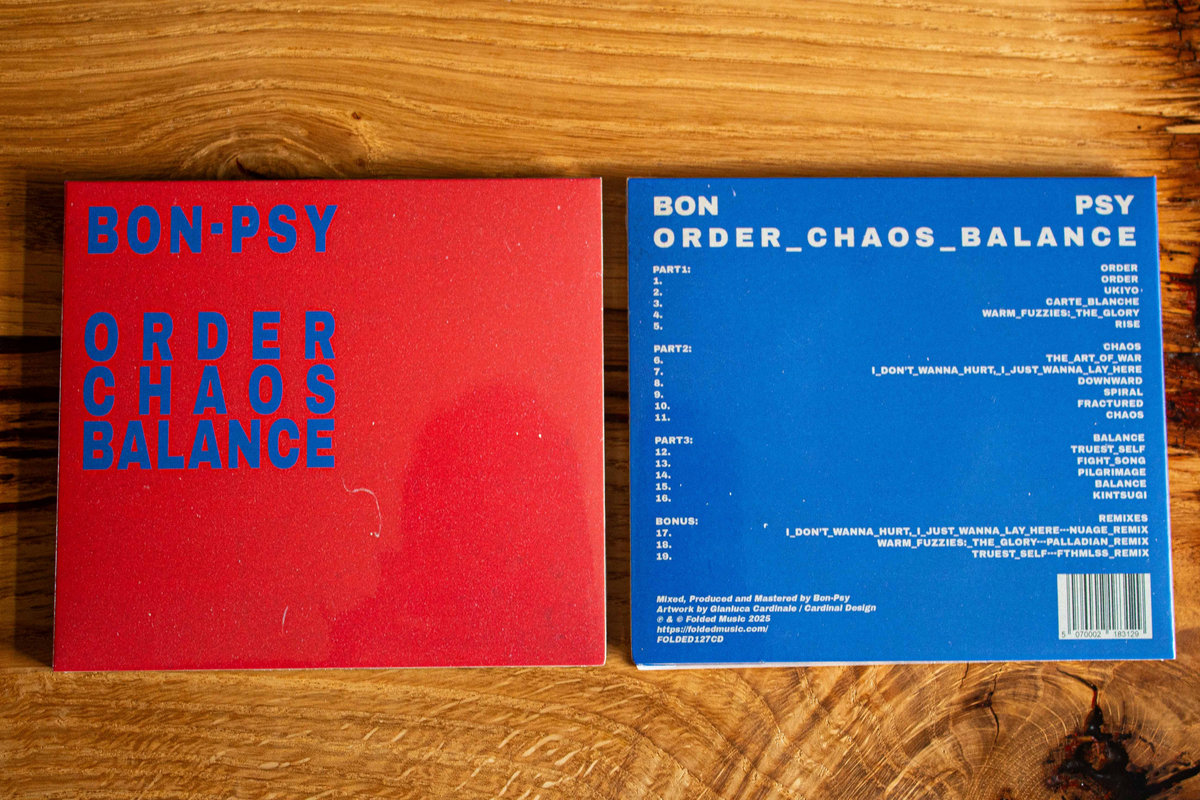 BON-PSY
ORDER
CHAOS
BALANCE
BON PSY
ORDER_CHAOS_BALANCE
PART1: ORDER
1. ORDER
2. UKIYO
3. CARTE_BLANCHE
4. WARM_FUZZIES:_THE_GLORY
5. RISE
PART2: CHAOS
6. THE_ART_OF_WAR
7. I_DON'T_WANNA_HURT,_I_JUST_WANNA_LAY_HERE
8. DOWNWARD
9. SPIRAL
10. FRACTURED
11. CHAOS
PART3: BALANCE
12. TRUEST_SELF
13. FIGHT_SONG
14. PILGRIMAGE
15. BALANCE
16. KINTSUGI
BONUS: REMIXES
17. I_DON'T_WANNA_HURT,_I_JUST_WANNA_LAY_HERE---NUAGE_REMIX
18. WARM_FUZZIES:_THE_GLORY---PALLADIAN_REMIX
19. TRUEST_SELF---FTHMLSS_REMIX
Mixed, Produced and Mastered by Bon-Psy
Artwork by Gianluca Cardinale / Cardinal Design
℗ & © Folded Music 2025
https://foldedmusic.com/
FOLDED127CD
5 070002 183129